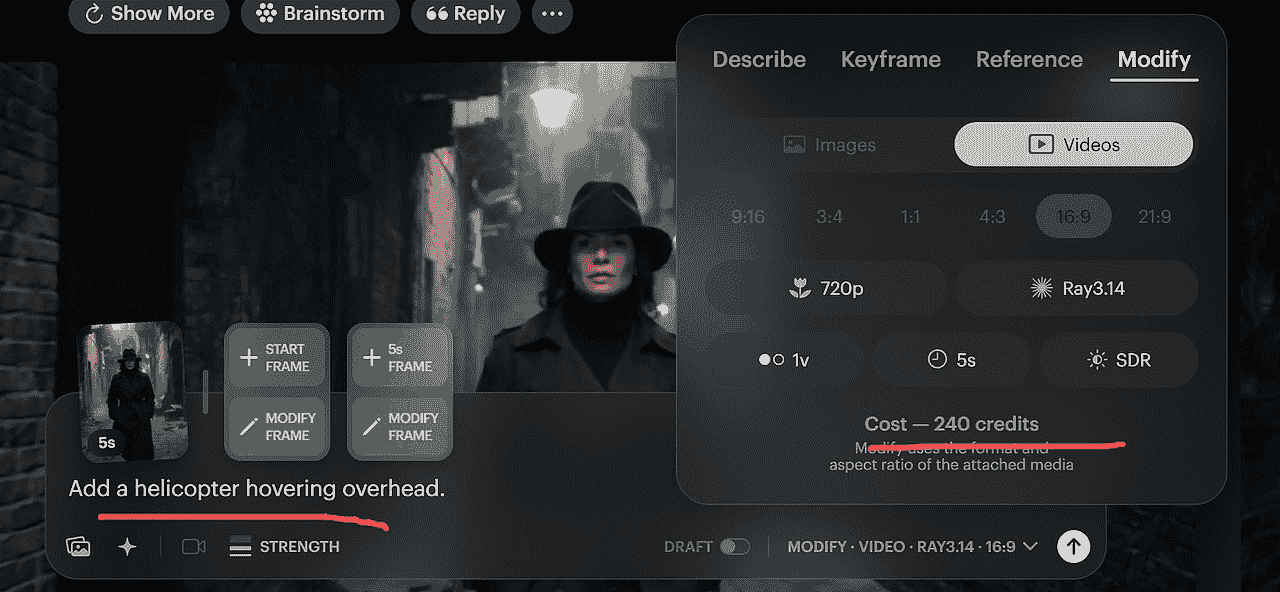 Show More
Brainstorm
Reply
Describe
Keyframe
Reference
Modify
Images
Videos
9:16
3:4
1:1
4:3
16:9
21:9
720p
Ray3.14
1v
5s
SDR
Cost — 240 credits
Modify uses the format and
aspect ratio of the attached media
5s
START
FRAME
MODIFY
FRAME
5s
FRAME
MODIFY
FRAME
Add a helicopter hovering overhead.
STRENGTH
DRAFT
MODIFY · VIDEO · RAY3.14 · 16:9